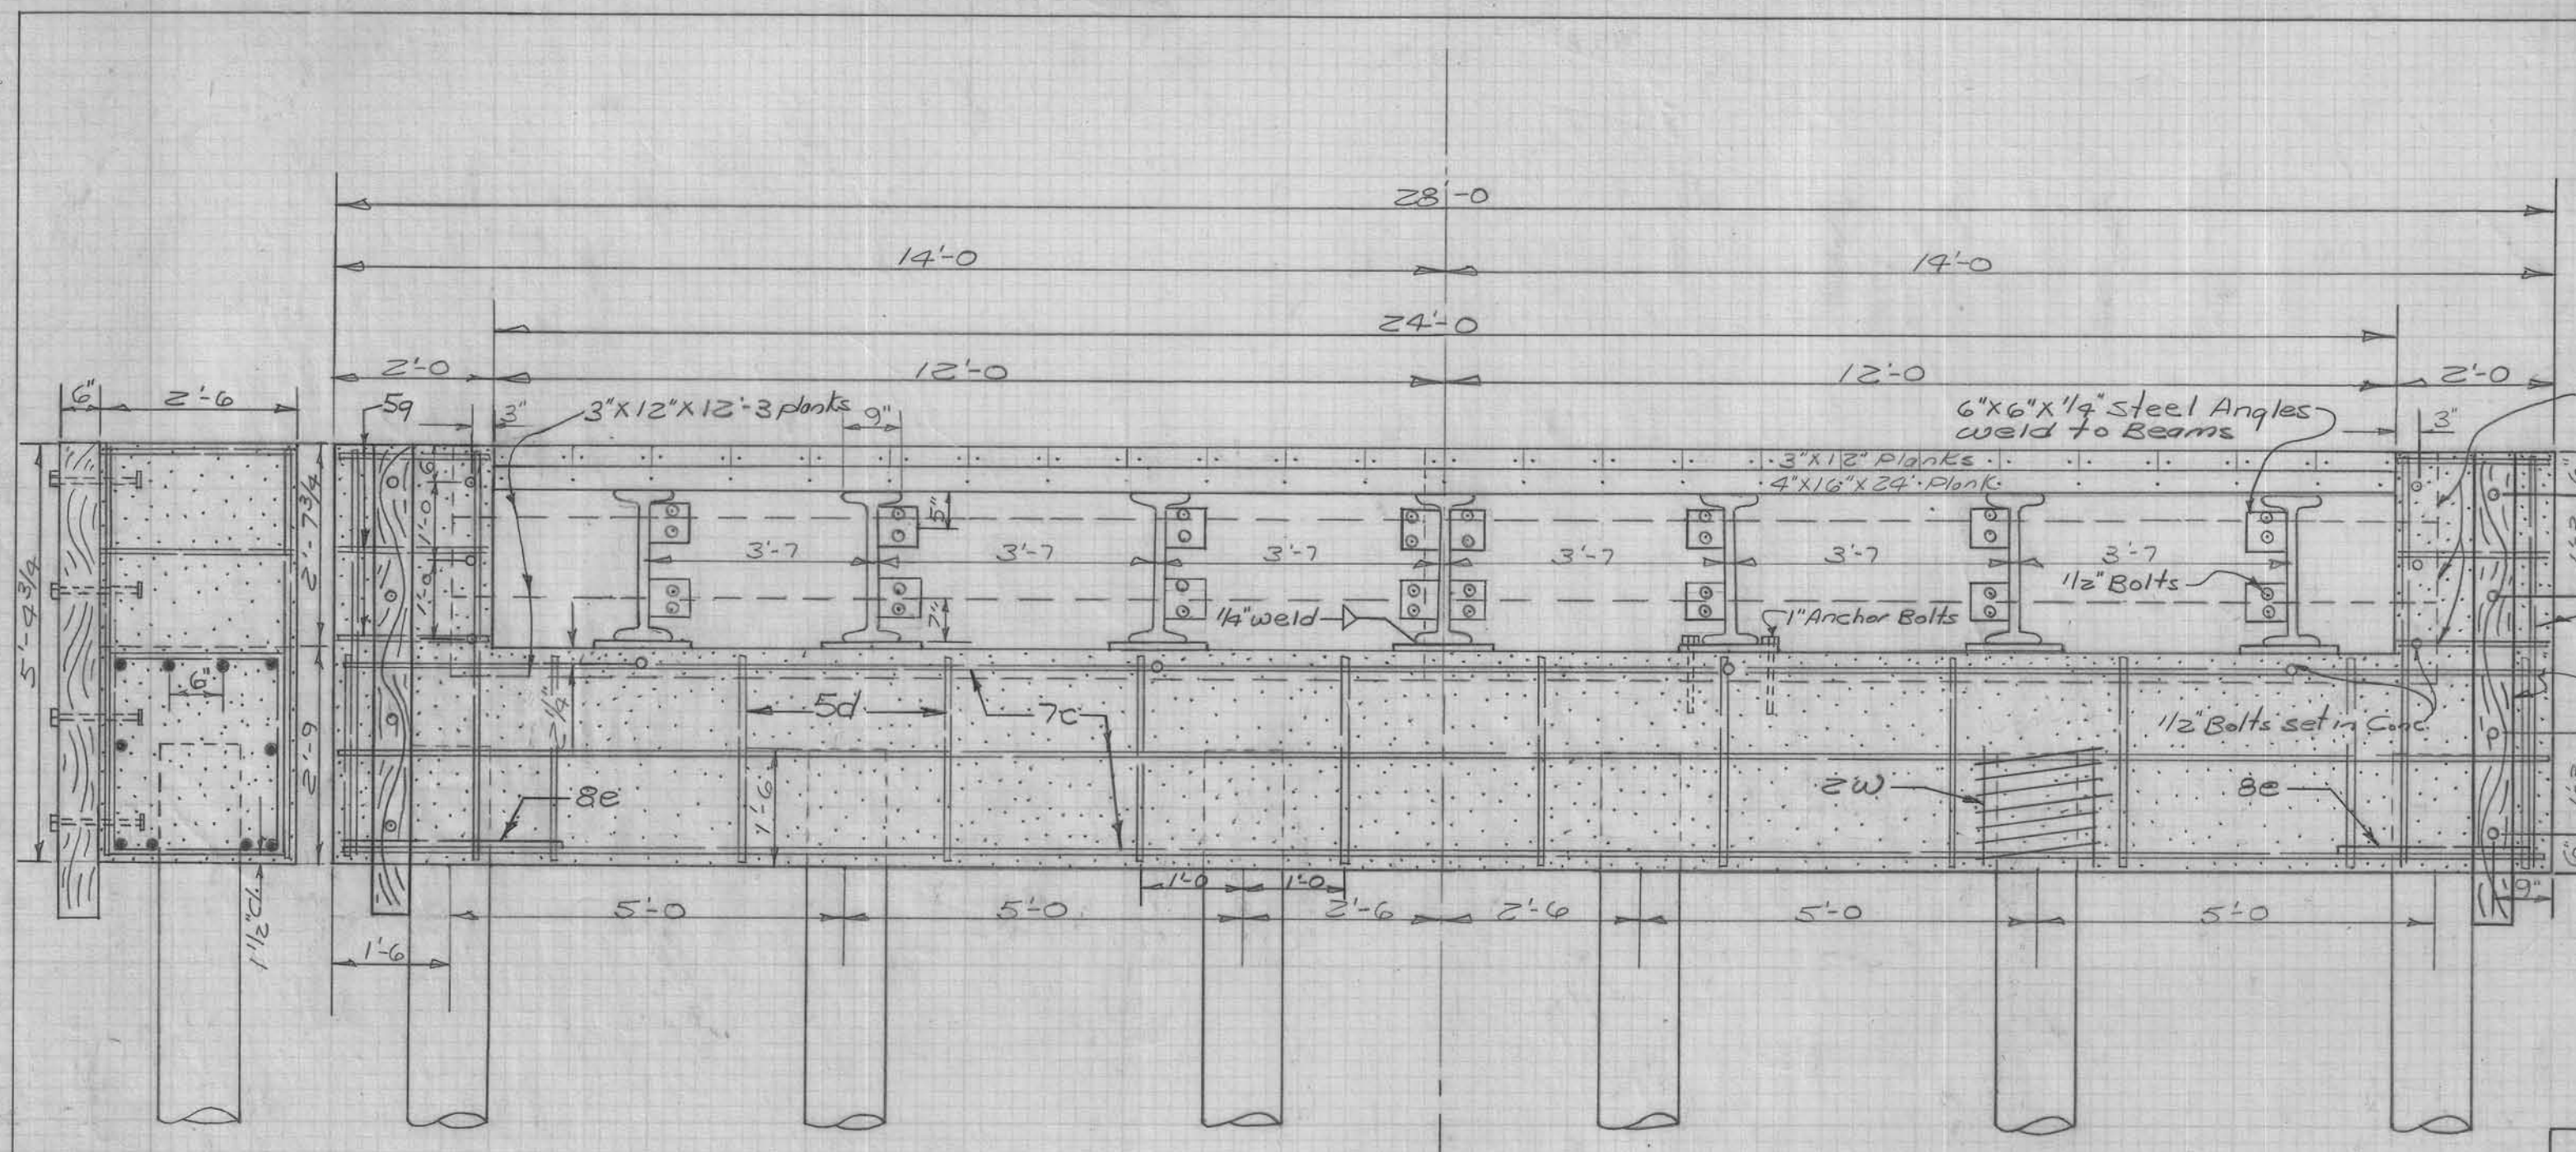 28'-0
14'-0
14'-0
24'-0
2'-0
12'-0
12'-0
2'-0
6"
2'-6
5g
3"
3"X12"X12'-3 planks
9"
6"X6"X1/4" Steel Angles
weld to Beams
3"
3"X12" Planks
4"X16"X24' Plank
6"
1'-0
1'-0
5"
3'-7
3'-7
3'-7
3'-7
3'-7
3'-7
1/2" Bolts
7"
1/4" weld
1" Anchor Bolts
5'-4 3/4
2'-7 3/4
2'-9
6"
2 1/4"
5d
7c
1/2" Bolts set in Conc.
8e
1'-6"
2w
8e
1'-0
1'-0
9"
1 1/2" cl.
5'-0
5'-0
2'-6
2'-6
5'-0
5'-0
1'-6